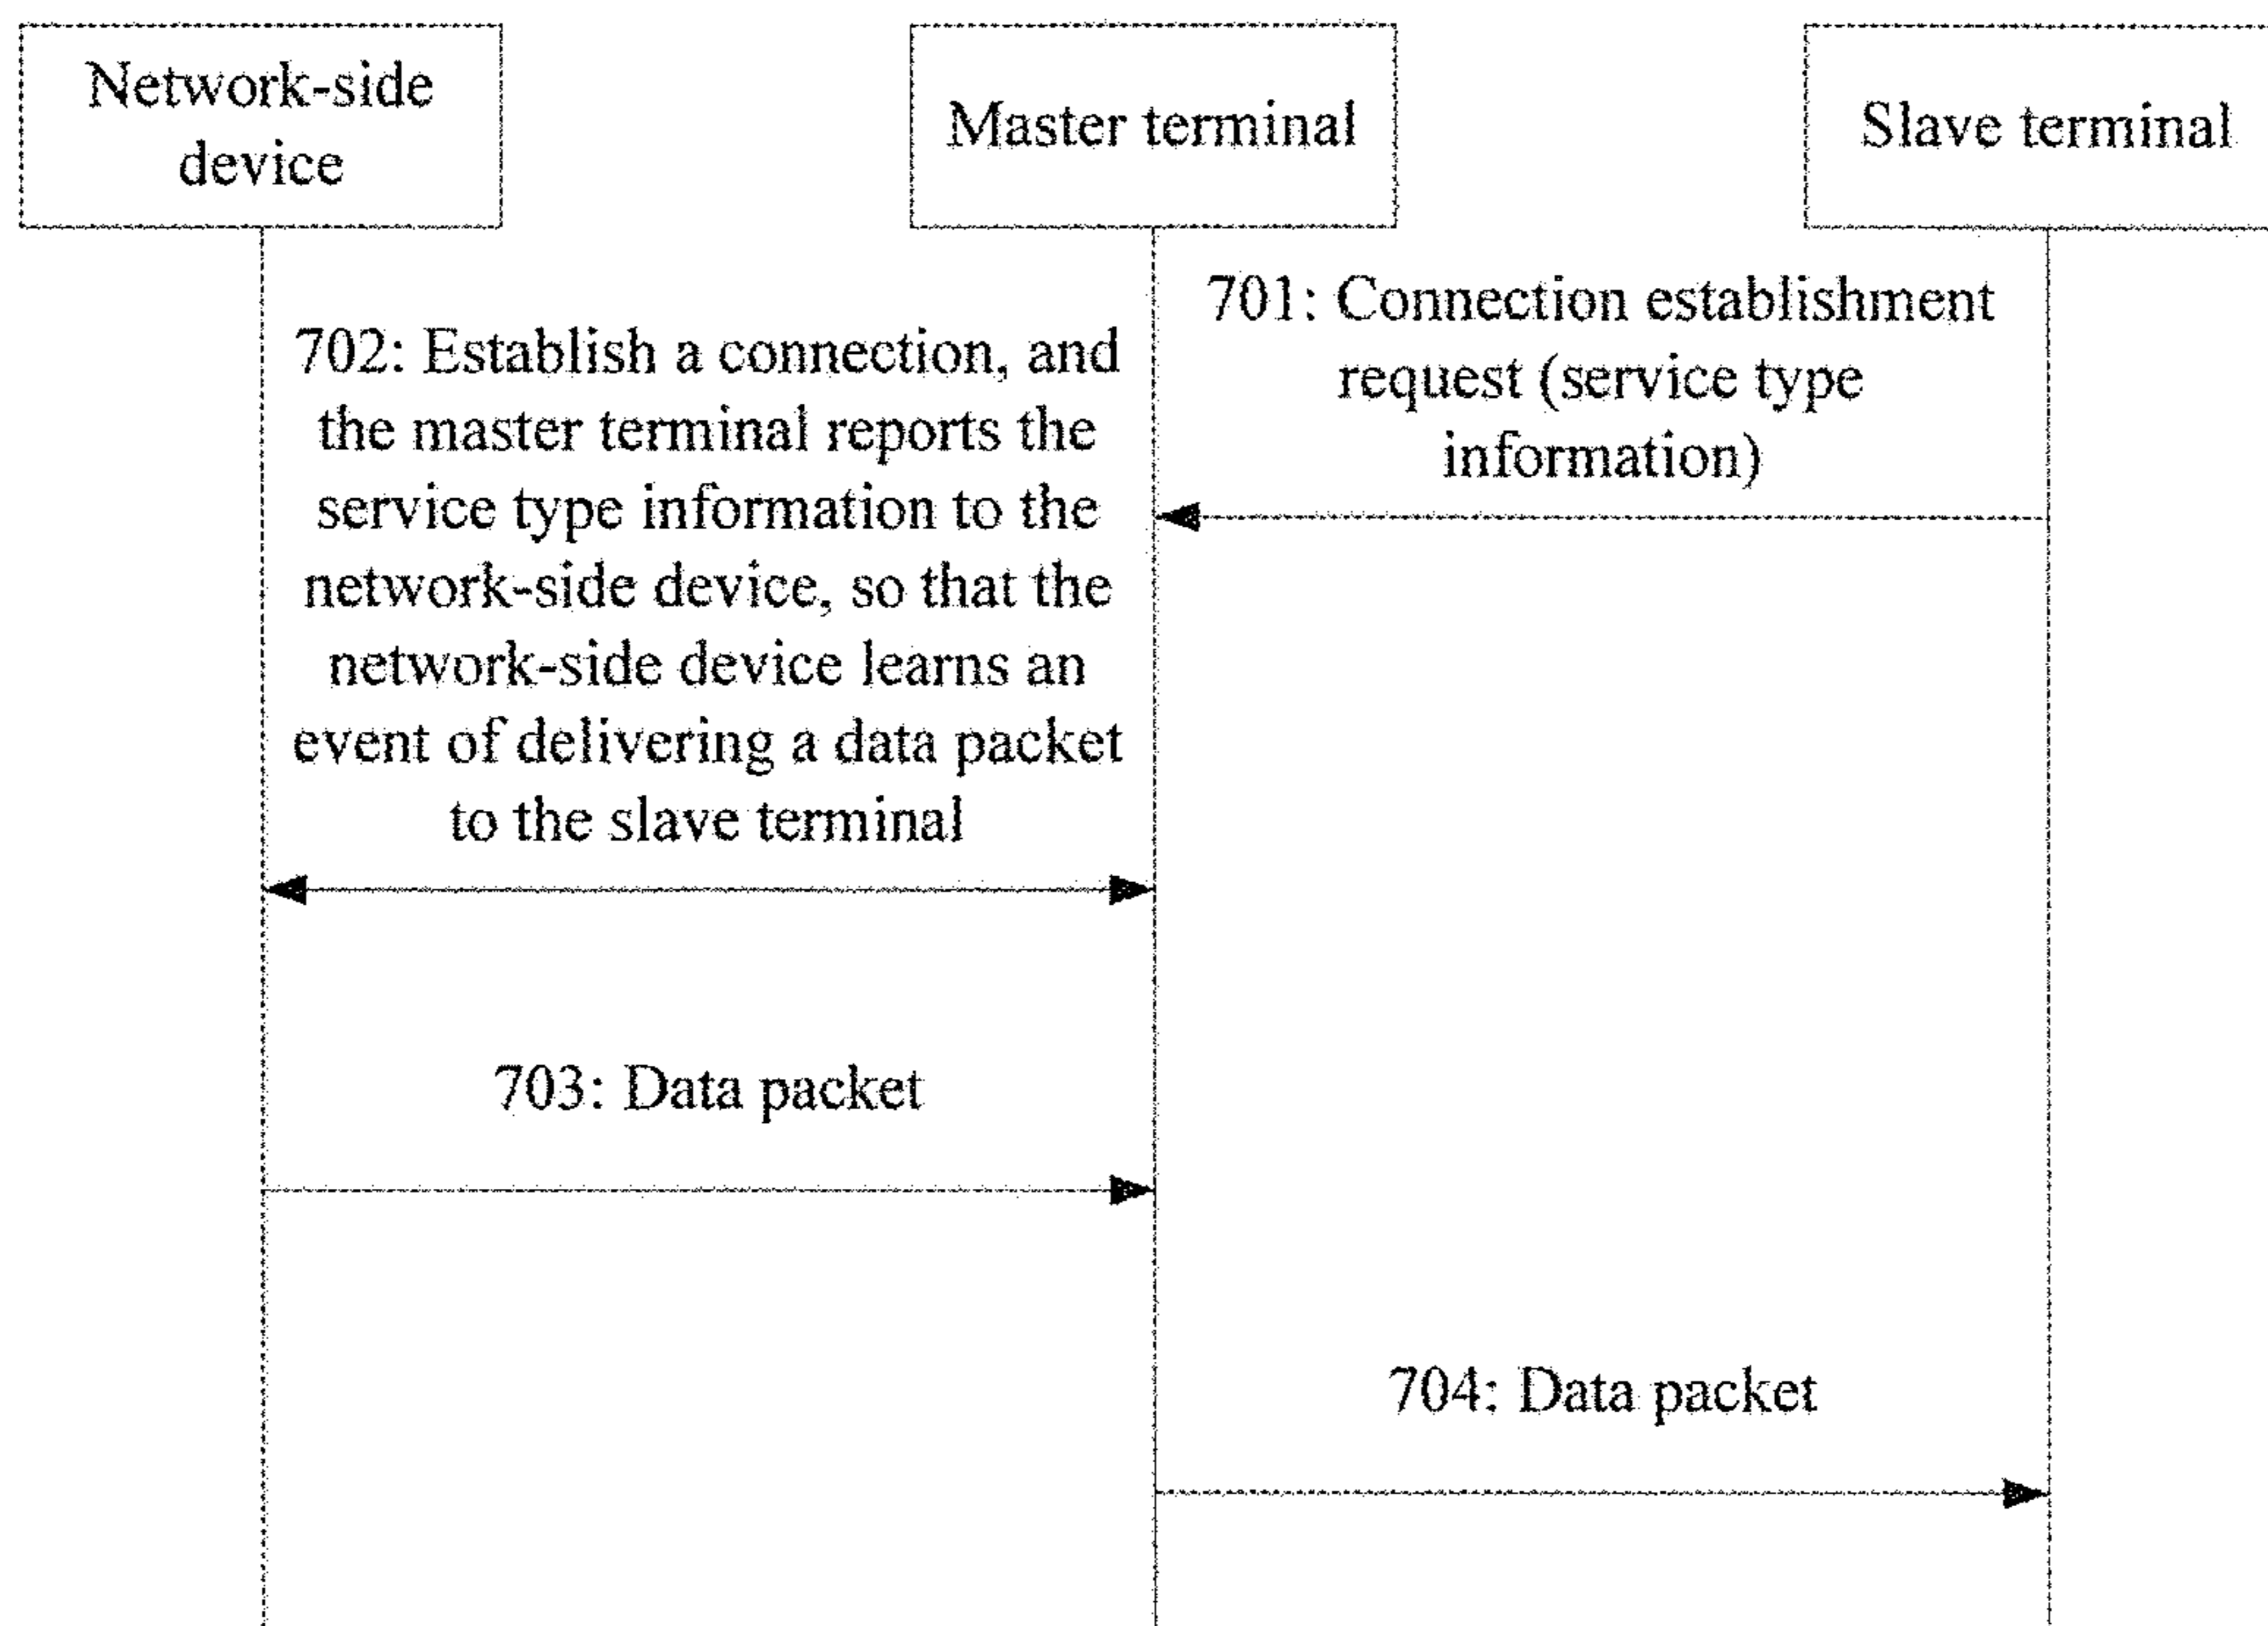 Network-side
device
Master terminal
Slave terminal
701: Connection establishment
request (service type
information)
702: Establish a connection, and
the master terminal reports the
service type information to the
network-side device, so that the
network-side device learns an
event of delivering a data packet
to the slave terminal
703: Data packet
704: Data packet